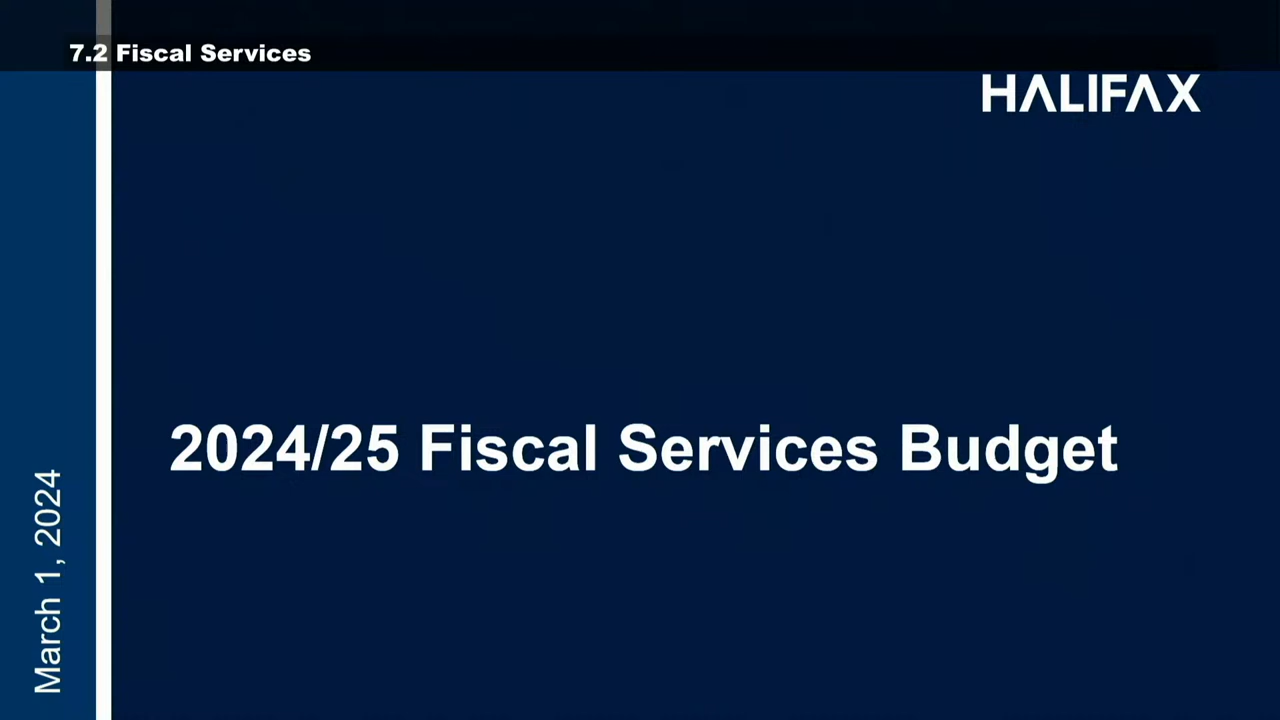 7.2 Fiscal Services
HALIFAX
2024/25 Fiscal Services Budget
March 1, 2024